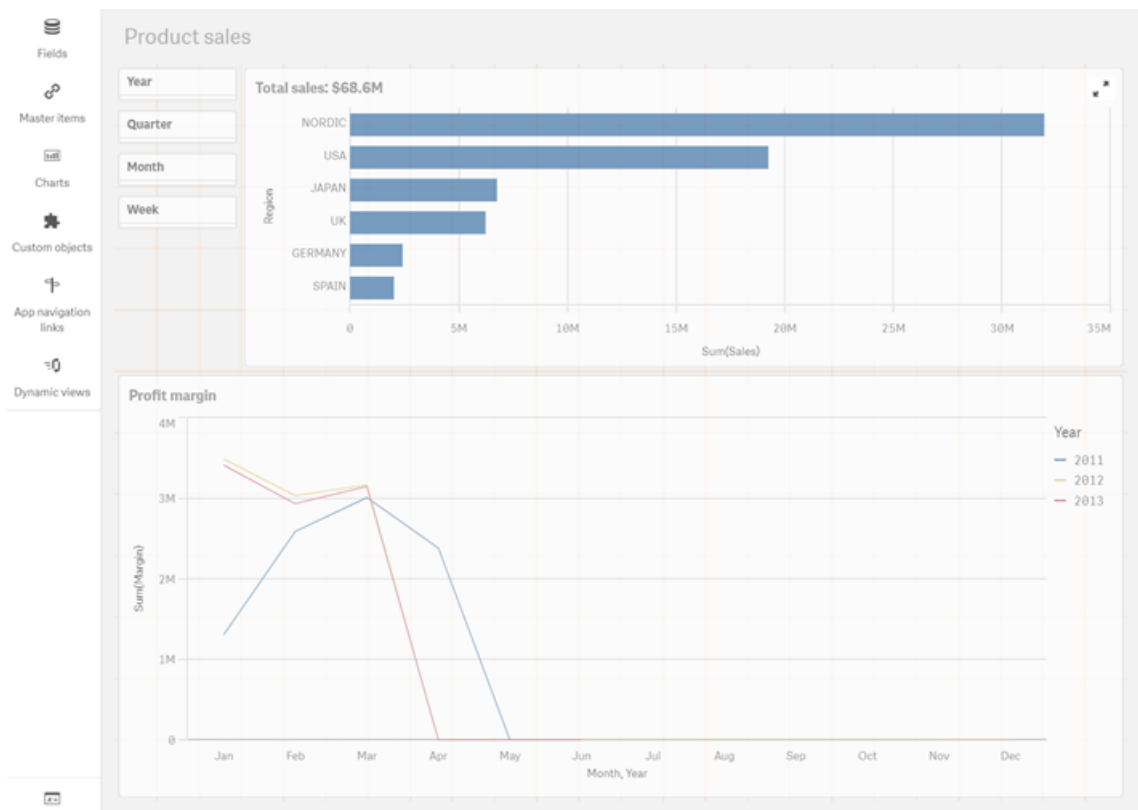 Fields
Master items
Charts
Custom objects
App navigation
links
Dynamic views
Product sales
Year
Quarter
Month
Week
Total sales: $68.6M
Region
NORDIC
USA
JAPAN
UK
GERMANY
SPAIN
0 5M 10M 15M 20M 25M 30M 35M
Sum(Sales)
Profit margin
Sum(Margin)
4M
3M
2M
1M
0
Jan Feb Mar Apr May Jun Jul Aug Sep Oct Nov Dec
Month, Year
Year
2011
2012
2013